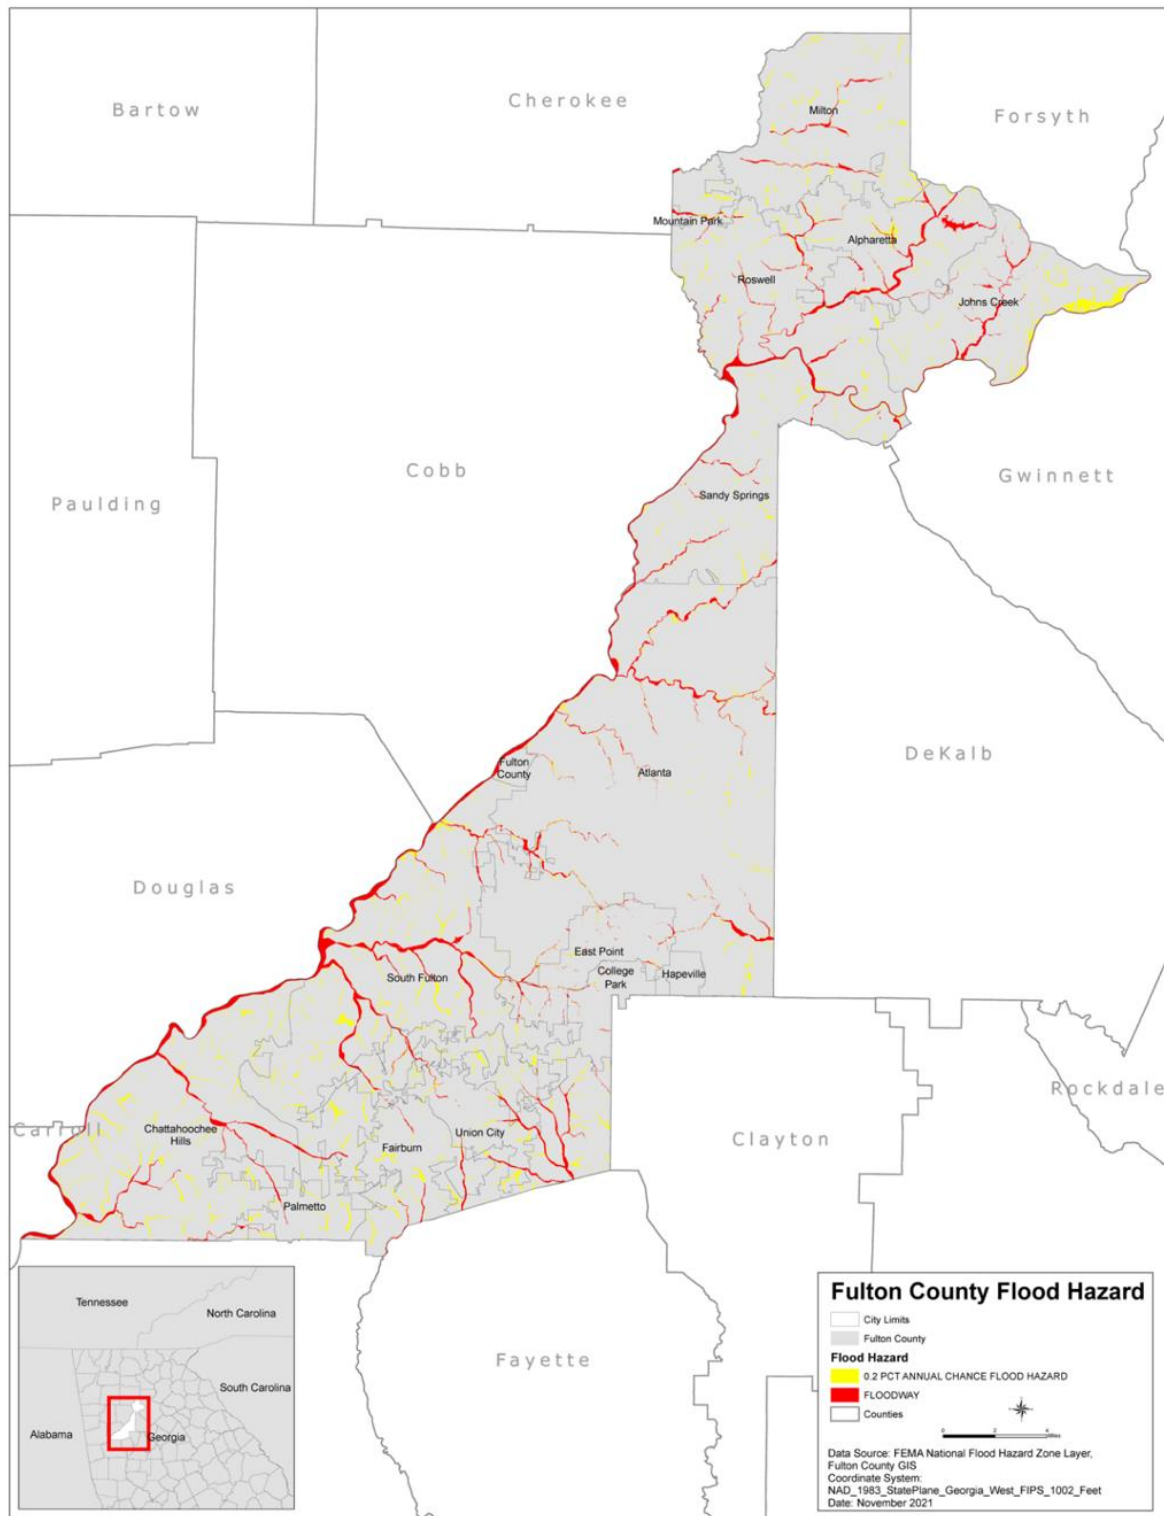 Bartow
Cherokee
Forsyth
Milton
Mountain Park
Alpharetta
Roswell
Johns Creek
Cobb
Gwinnett
Paulding
Sandy Springs
DeKalb
Fulton
County
Atlanta
Douglas
East Point
College
Park
Hapeville
South Fulton
Rockdale
Carroll
Chattahoochee
Hills
Union City
Clayton
Fairburn
Palmetto
Fayette
Tennessee
North Carolina
South Carolina
Alabama
Georgia
Fulton County Flood Hazard
City Limits
Fulton County
Flood Hazard
0.2 PCT ANNUAL CHANCE FLOOD HAZARD
FLOODWAY
Counties
0 2 4
Miles
Data Source: FEMA National Flood Hazard Zone Layer,
Fulton County GIS
Coordinate System:
NAD_1983_StatePlane_Georgia_West_FIPS_1002_Feet
Date: November 2021